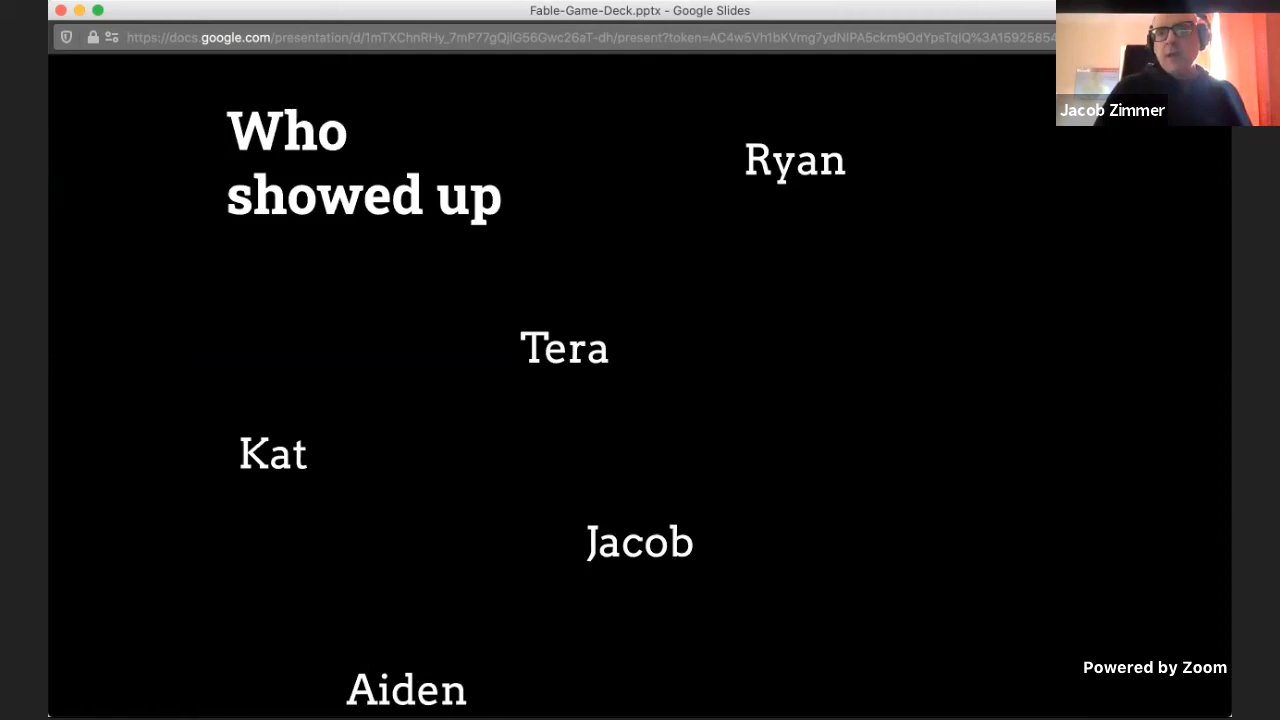 Fable-Game-Deck.pptx - Google Slides
Jacob Zimmer
Who
showed up
Ryan
Tera
Kat
Jacob
Aiden
Powered by Zoom